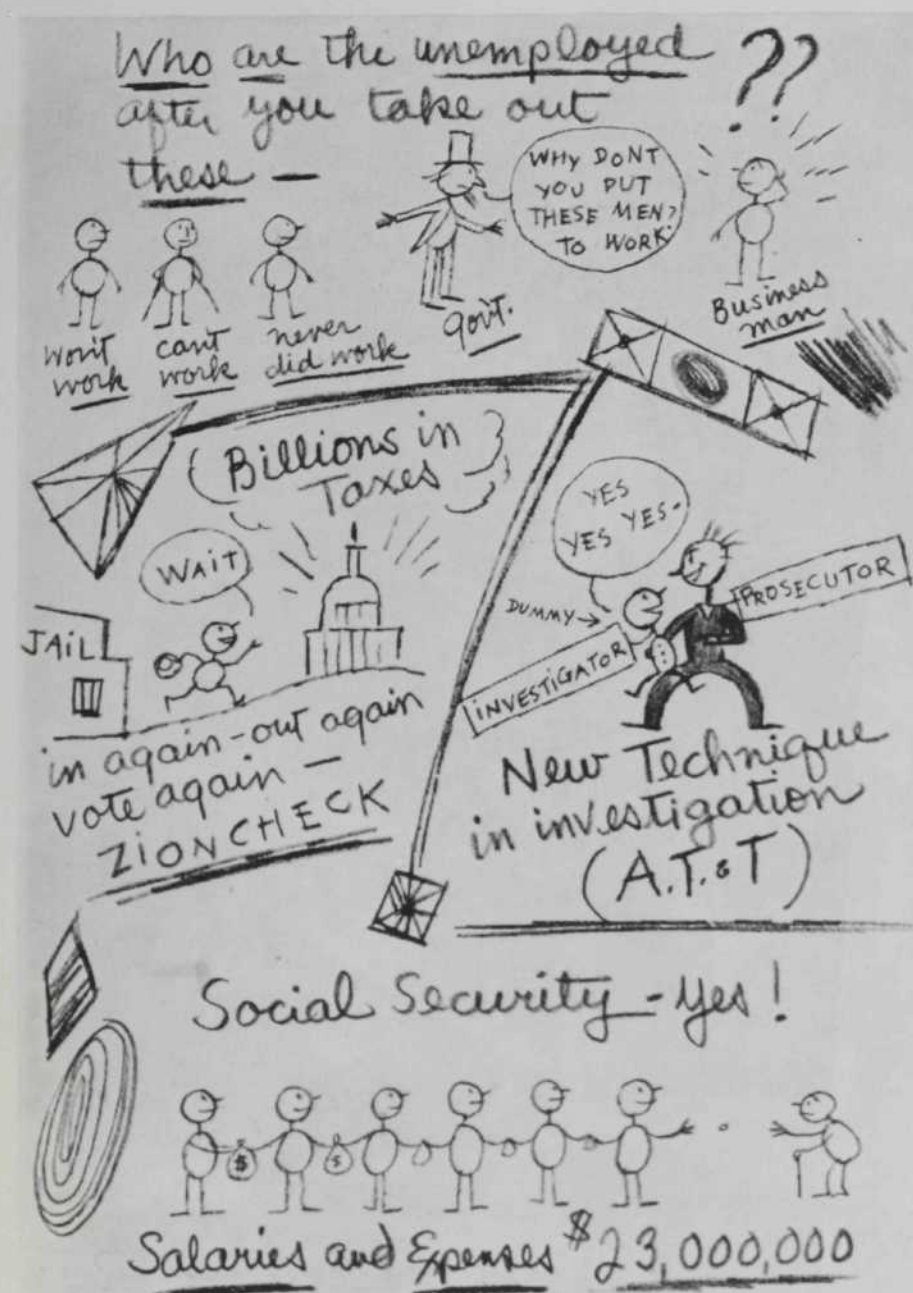 Who are the unemployed ??
after you take out
these —
WHY DONT
YOU PUT
THESE MEN?
TO WORK.
won't
work
can't
work
never
did work
Gov't.
Business
man
Billions in
Taxes
WAIT
JAIL
in again - out again
vote again —
ZIONCHECK
YES
YES YES -
DUMMY →
INVESTIGATOR
PROSECUTOR
New Technique
in investigation
(A.T. & T)
Social Security - Yes!
$ $
Salaries and Expenses $23,000,000